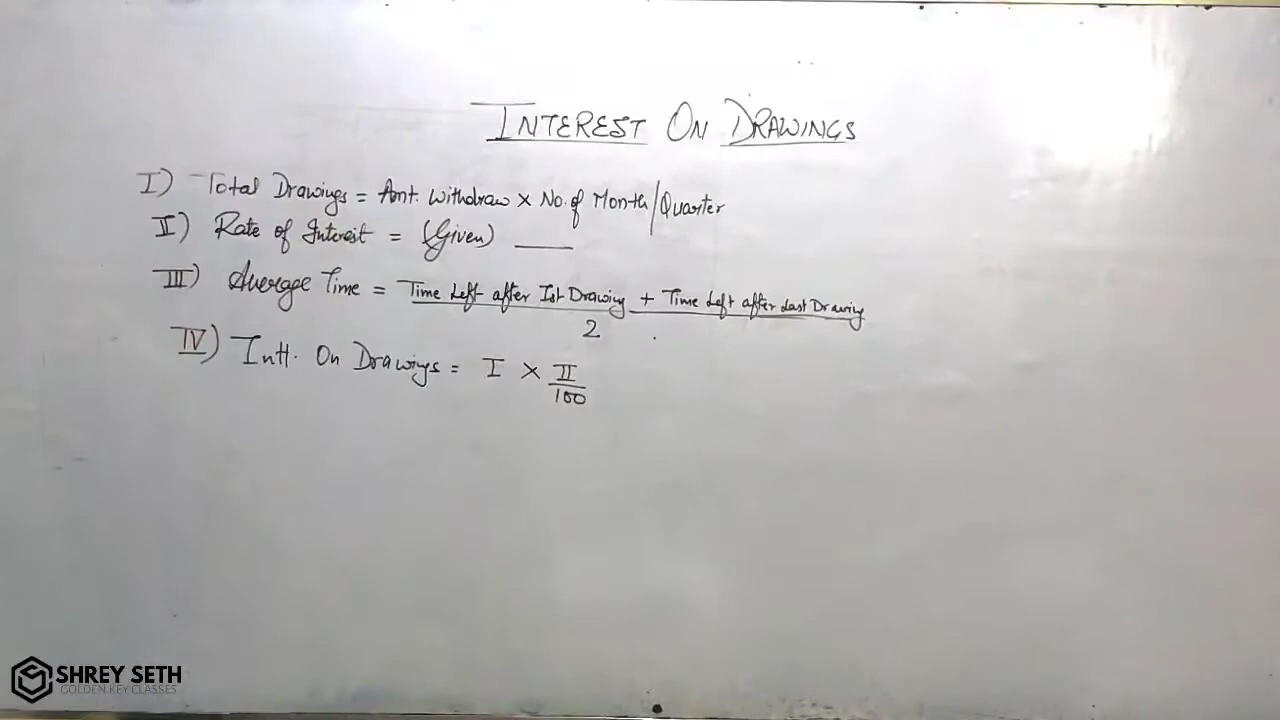 INTEREST ON DRAWINGS
I) Total Drawings = Amt. Withdraw × No. of Month/Quarter
II) Rate of Interest = (Given) ____
III) Average Time = Time Left after Ist Drawing + Time Left after Last Drawing
2
IV) Intt. On Drawings = I × II
100
SHREY SETH
GOLDEN KEY CLASSES